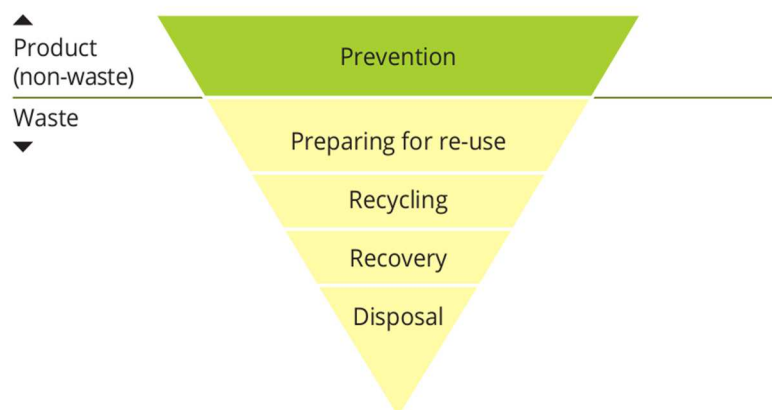 Product
(non-waste)
Waste
Prevention
Preparing for re-use
Recycling
Recovery
Disposal